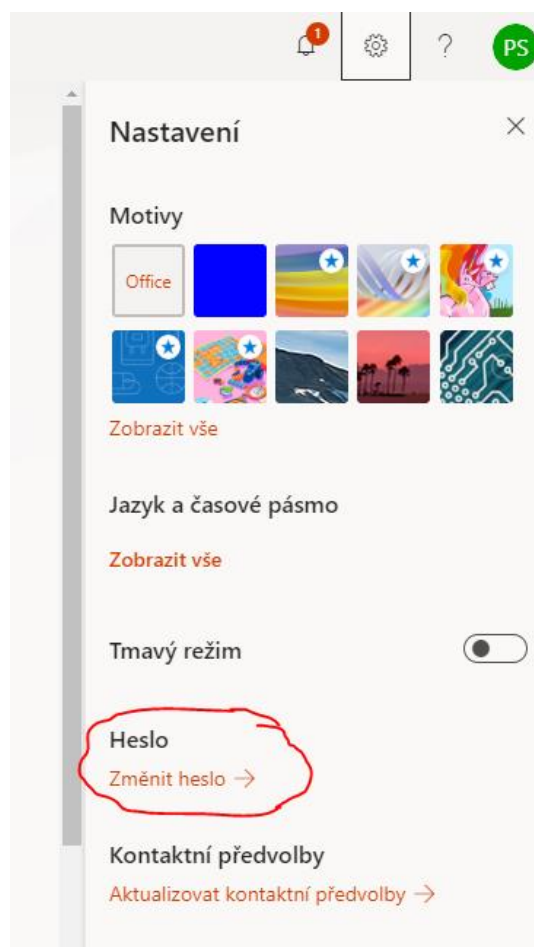 1
?
PS
Nastavení
Motivy
Office
Zobrazit vše
Jazyk a časové pásmo
Zobrazit vše
Tmavý režim
Heslo
Změnit heslo →
Kontaktní předvolby
Aktualizovat kontaktní předvolby →